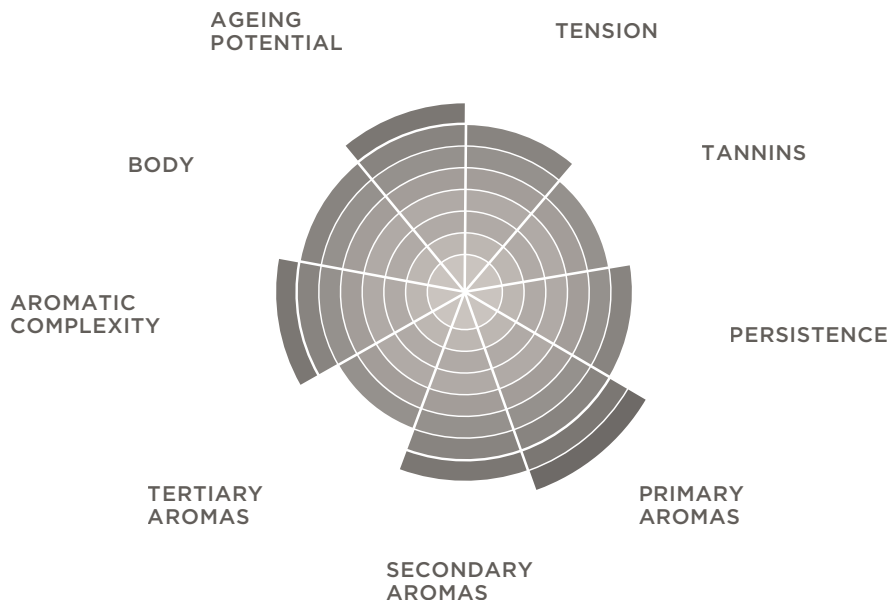 AGEING
POTENTIAL
TENSION
BODY
TANNINS
AROMATIC
COMPLEXITY
PERSISTENCE
TERTIARY
AROMAS
PRIMARY
AROMAS
SECONDARY
AROMAS